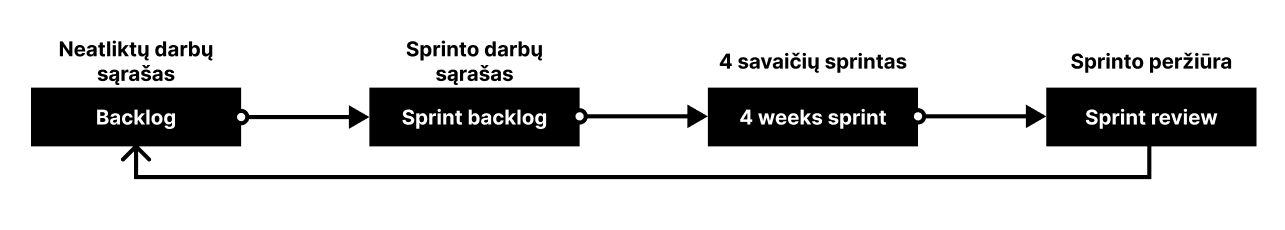 Neatliktų darbų
sąrašas
Backlog
Sprinto darbų
sąrašas
Sprint backlog
4 savaičių sprintas
4 weeks sprint
Sprinto peržiūra
Sprint review